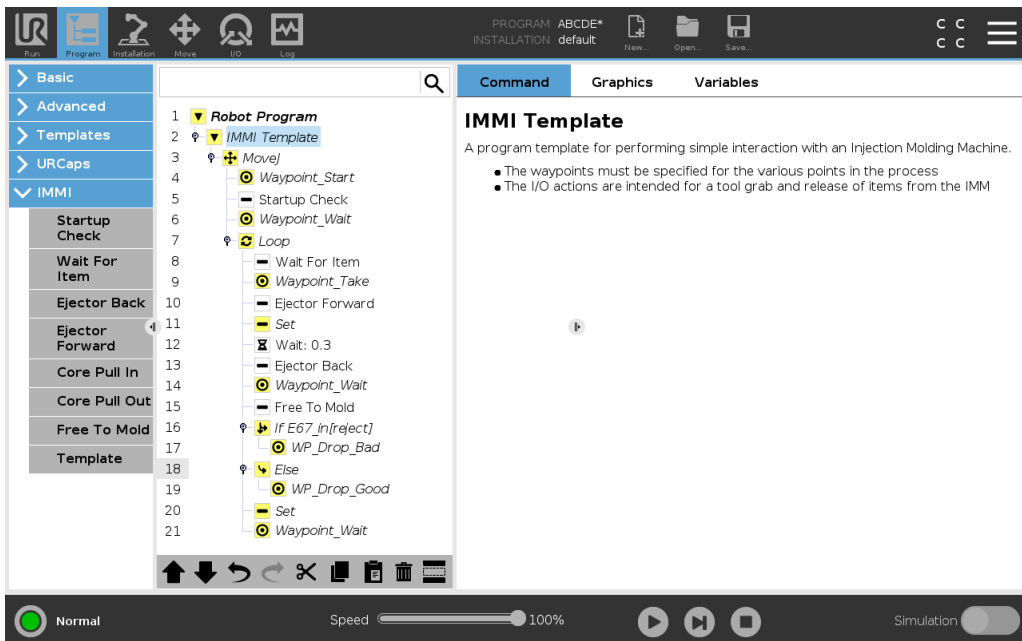 PROGRAM ABCDE*
INSTALLATION default
Run Program Installation Move I/O Log New... Open... Save...
C C
C C
Basic
Advanced
Templates
URCaps
IMMI
Startup
Check
Wait For
Item
Ejector Back
Ejector
Forward
Core Pull In
Core Pull Out
Free To Mold
Template
1 Robot Program
2 IMMI Template
3 MoveJ
4 Waypoint_Start
5 Startup Check
6 Waypoint_Wait
7 Loop
8 Wait For Item
9 Waypoint_Take
10 Ejector Forward
11 Set
12 Wait: 0.3
13 Ejector Back
14 Waypoint_Wait
15 Free To Mold
16 If E67_in[reject]
17 WP_Drop_Bad
18 Else
19 WP_Drop_Good
20 Set
21 Waypoint_Wait
Command Graphics Variables
IMMI Template
A program template for performing simple interaction with an Injection Molding Machine.
• The waypoints must be specified for the various points in the process
• The I/O actions are intended for a tool grab and release of items from the IMM
Normal Speed 100% Simulation